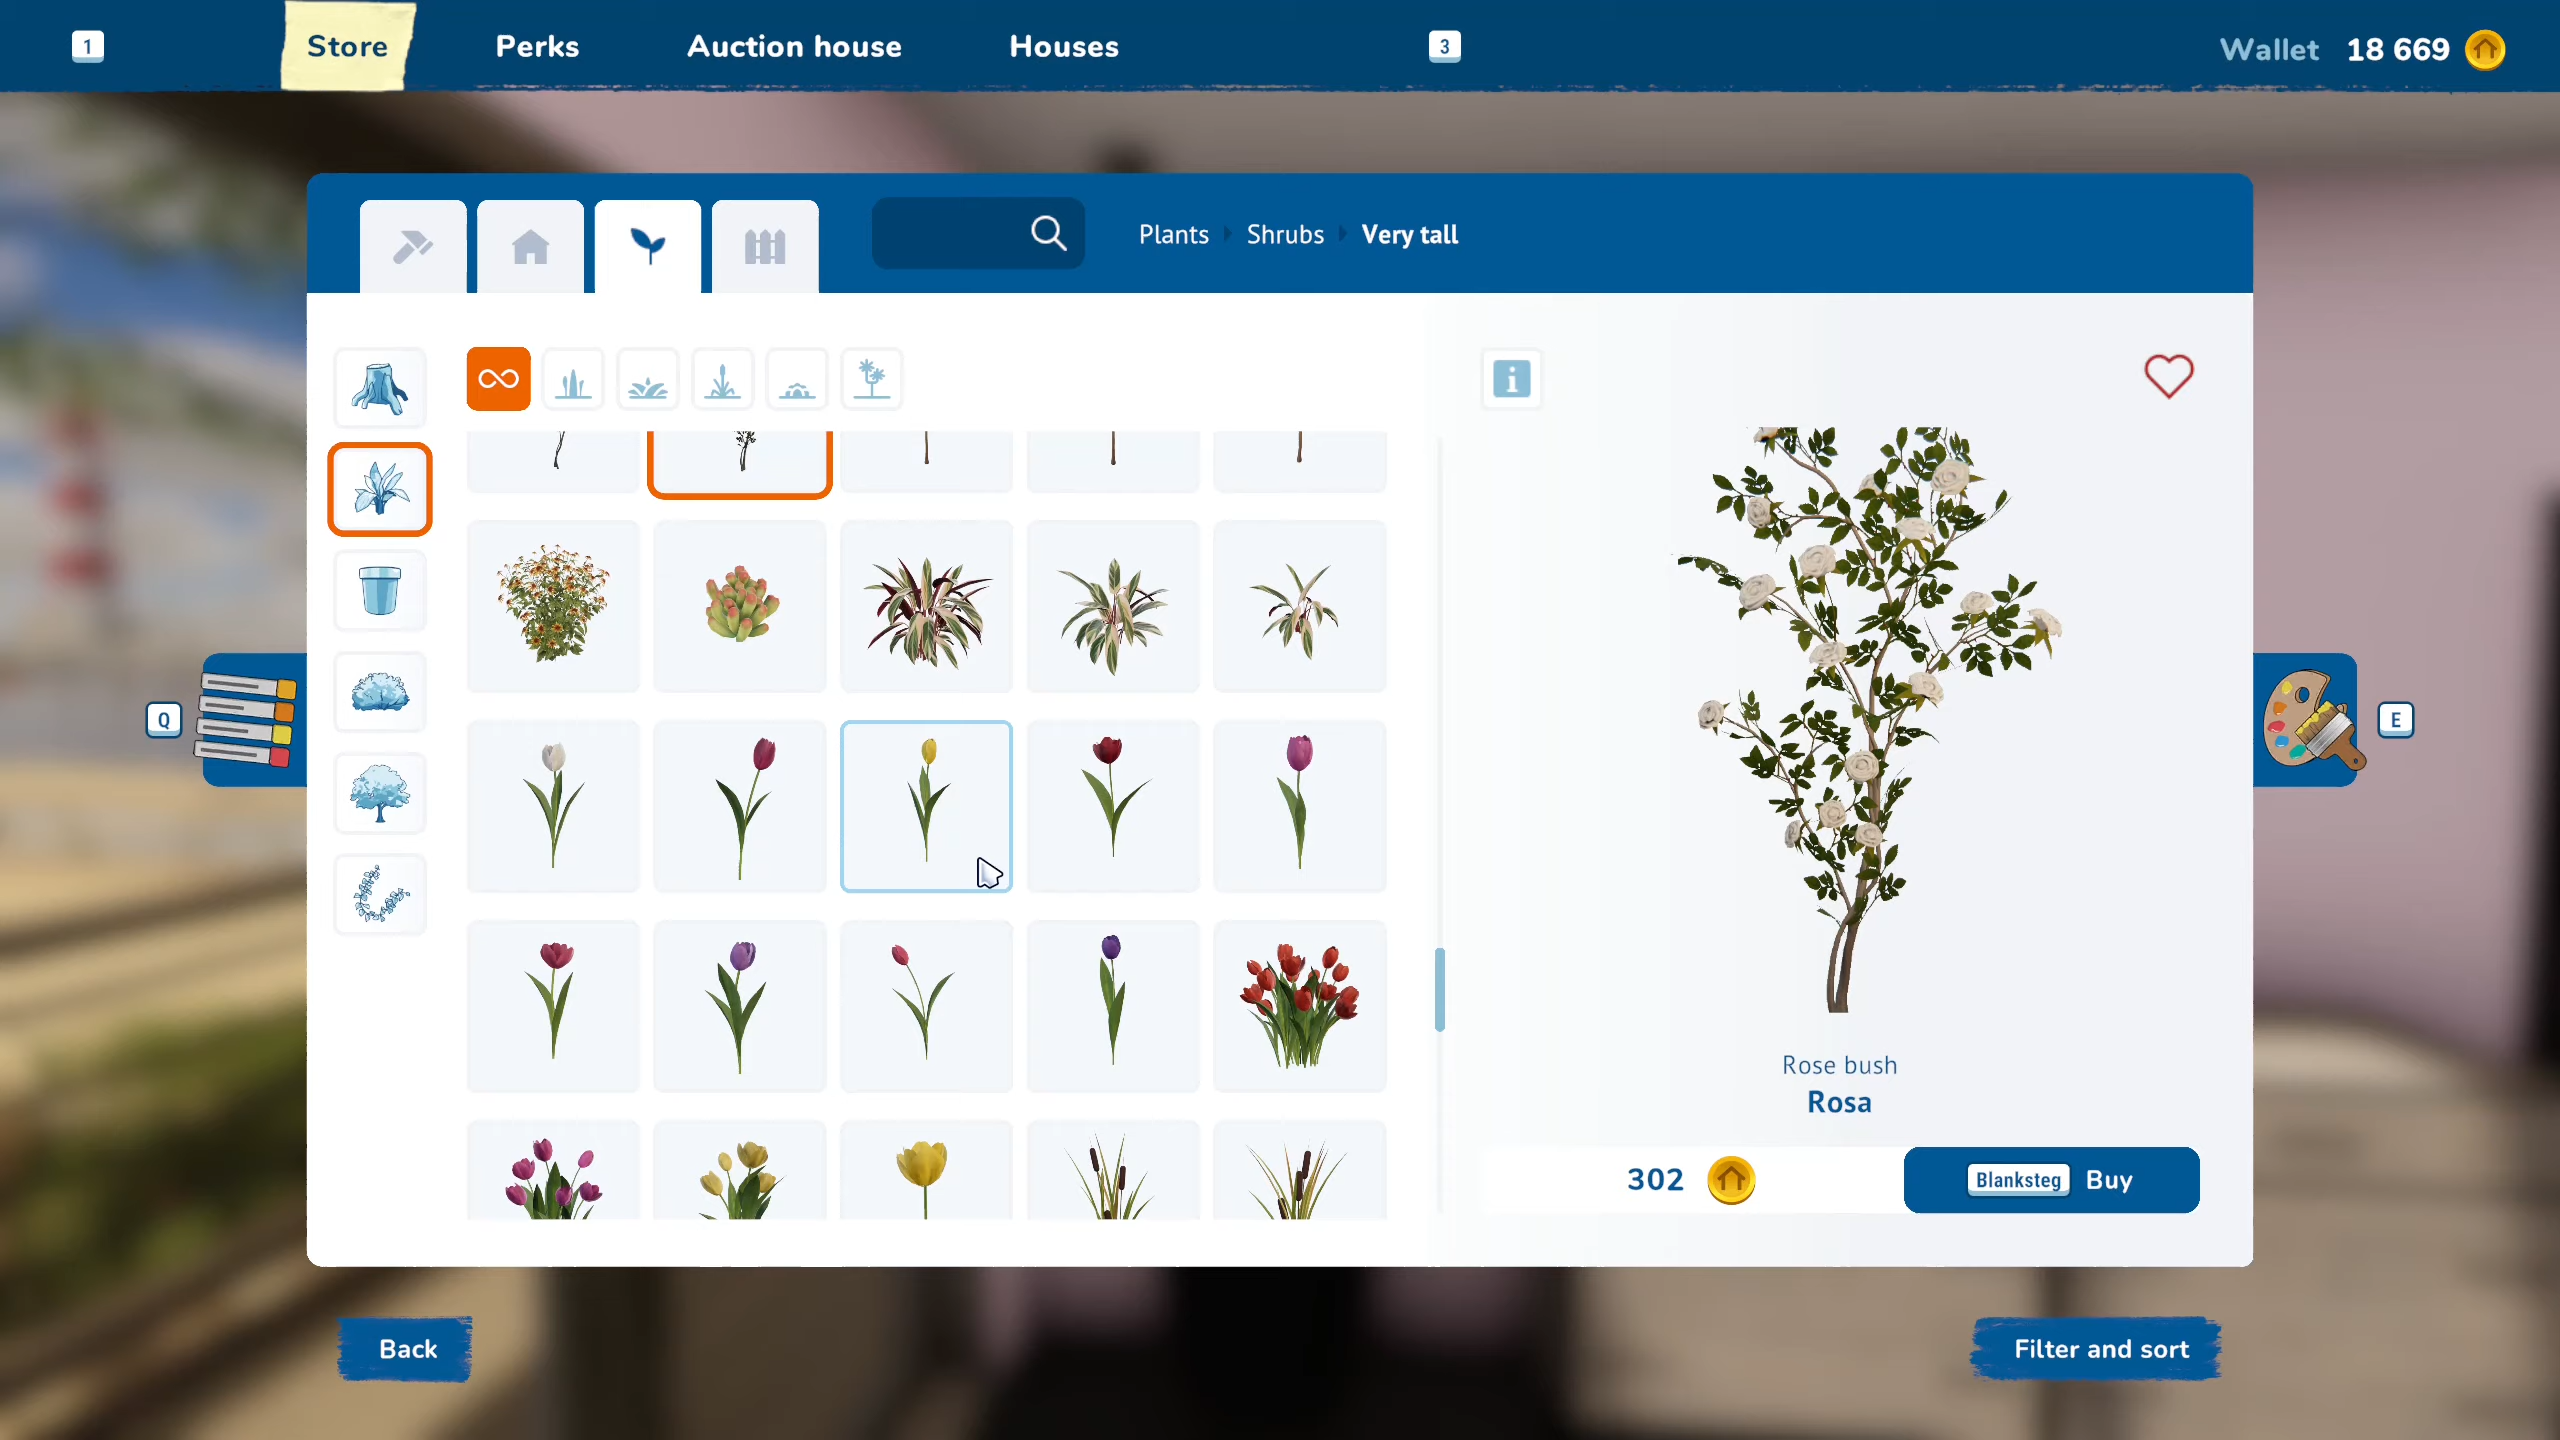 1
Store
Perks
Auction house
Houses
3
Wallet 18 669
Plants Shrubs Very tall
i
Q
E
Rose bush
Rosa
302
Blanksteg Buy
Back
Filter and sort